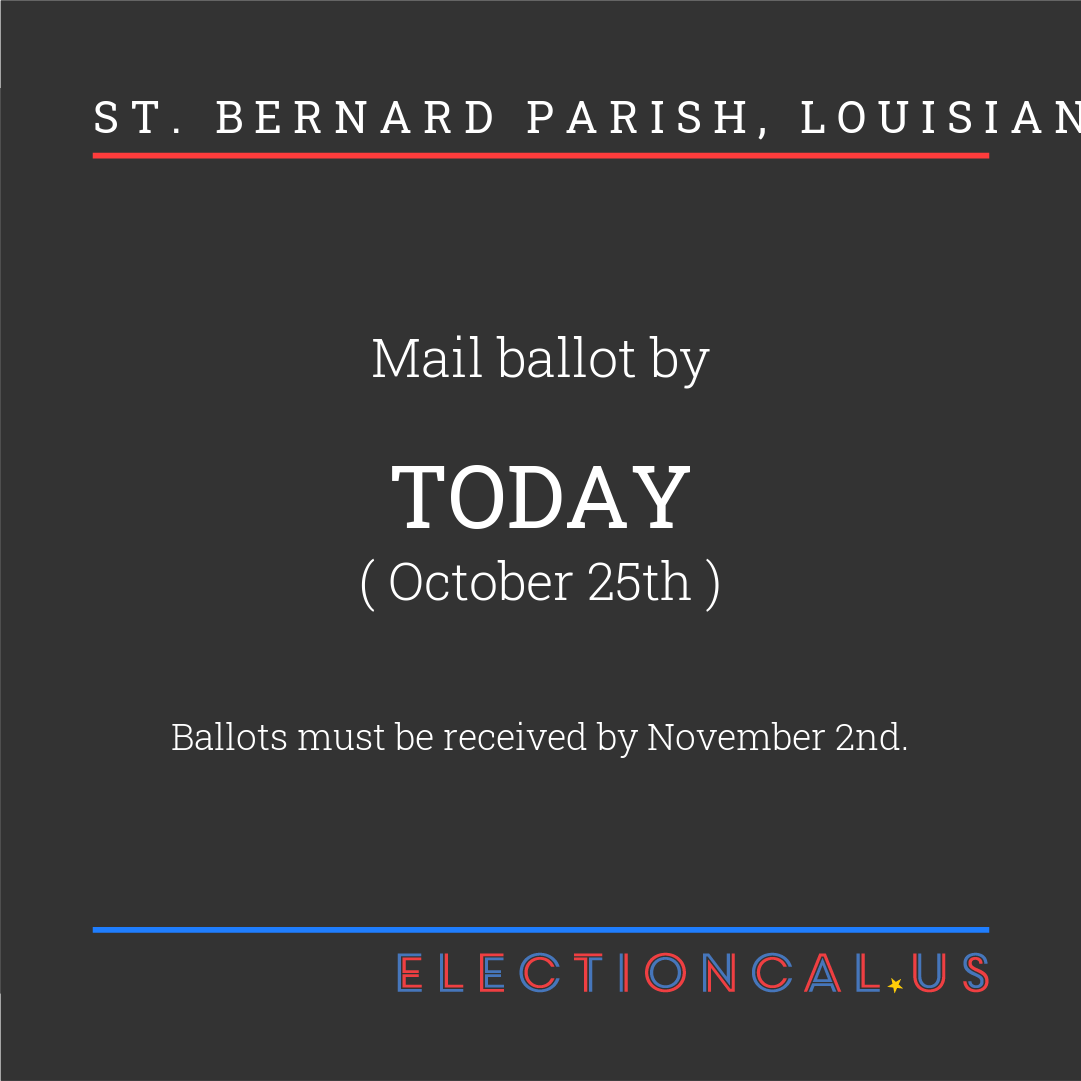 ST. BERNARD PARISH, LOUISIAN
Mail ballot by
TODAY
( October 25th )
Ballots must be received by November 2nd.
ELECTIONCAL.US